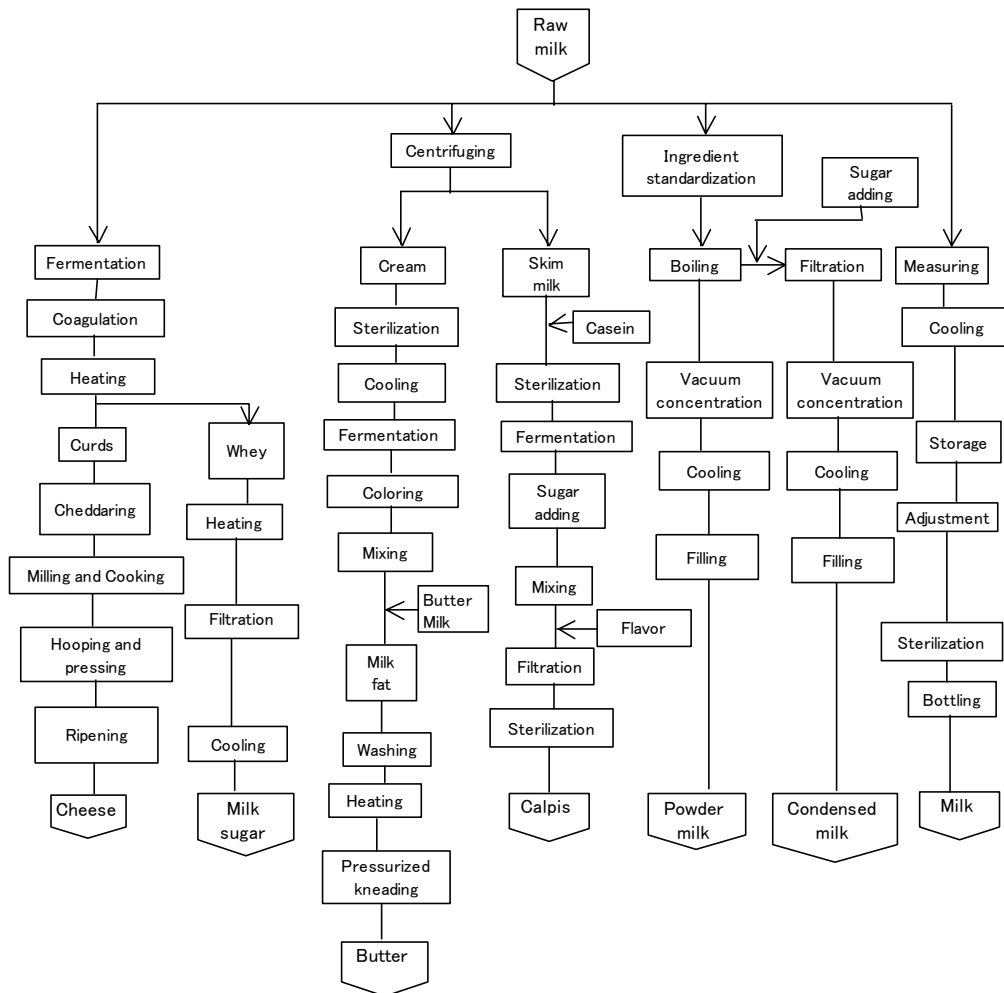 Raw
milk
Centrifuging
Ingredient
standardization
Sugar
adding
Fermentation
Cream
Skim
milk
Boiling
Filtration
Measuring
Coagulation
Sterilization
Casein
Cooling
Heating
Cooling
Sterilization
Vacuum
concentration
Vacuum
concentration
Curds
Whey
Fermentation
Fermentation
Storage
Cheddaring
Heating
Coloring
Sugar
adding
Cooling
Cooling
Adjustment
Milling and Cooking
Mixing
Mixing
Filling
Filling
Filtration
Butter
Milk
Flavor
Hooping and
pressing
Milk
fat
Filtration
Sterilization
Ripening
Cooling
Washing
Sterilization
Bottling
Cheese
Milk
sugar
Heating
Calpis
Powder
milk
Condensed
milk
Milk
Pressurized
kneading
Butter